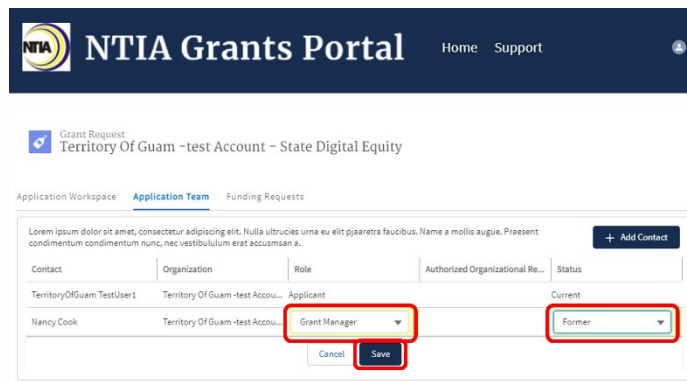 NTIA
NTIA Grants Portal
Home Support
Grant Request
Territory Of Guam -test Account - State Digital Equity
Application Workspace Application Team Funding Requests
Lorem ipsum dolor sit amet, consectetur adipiscing elit. Nulla ultrucies urna eu elit pjaaretra faucibus. Name a mollis augue. Praesent
condimentum condimentum nunc, nec vestibululum erat accusmsan a.
+ Add Contact
Contact Organization Role Authorized Organizational Re... Status
TerritoryOfGuam TestUser1 Territory Of Guam -test Accou... Applicant Current
Nancy Cook Territory Of Guam -test Accou... Grant Manager Former
Cancel Save